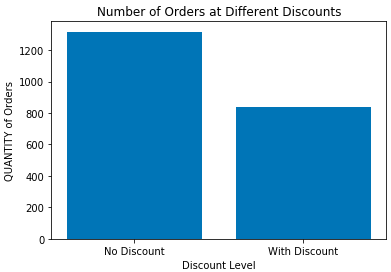 Number of Orders at Different Discounts
QUANTITY of Orders
1200
1000
800
600
400
200
0
No Discount
With Discount
Discount Level